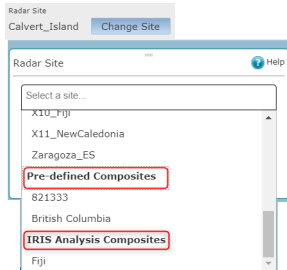 Radar Site
Calvert_Island Change Site
Radar Site
Help
Select a site...
X10_Fiji
X11_NewCaledonia
Zaragoza_ES
Pre-defined Composites
821333
British Columbia
IRIS Analysis Composites
Fiji